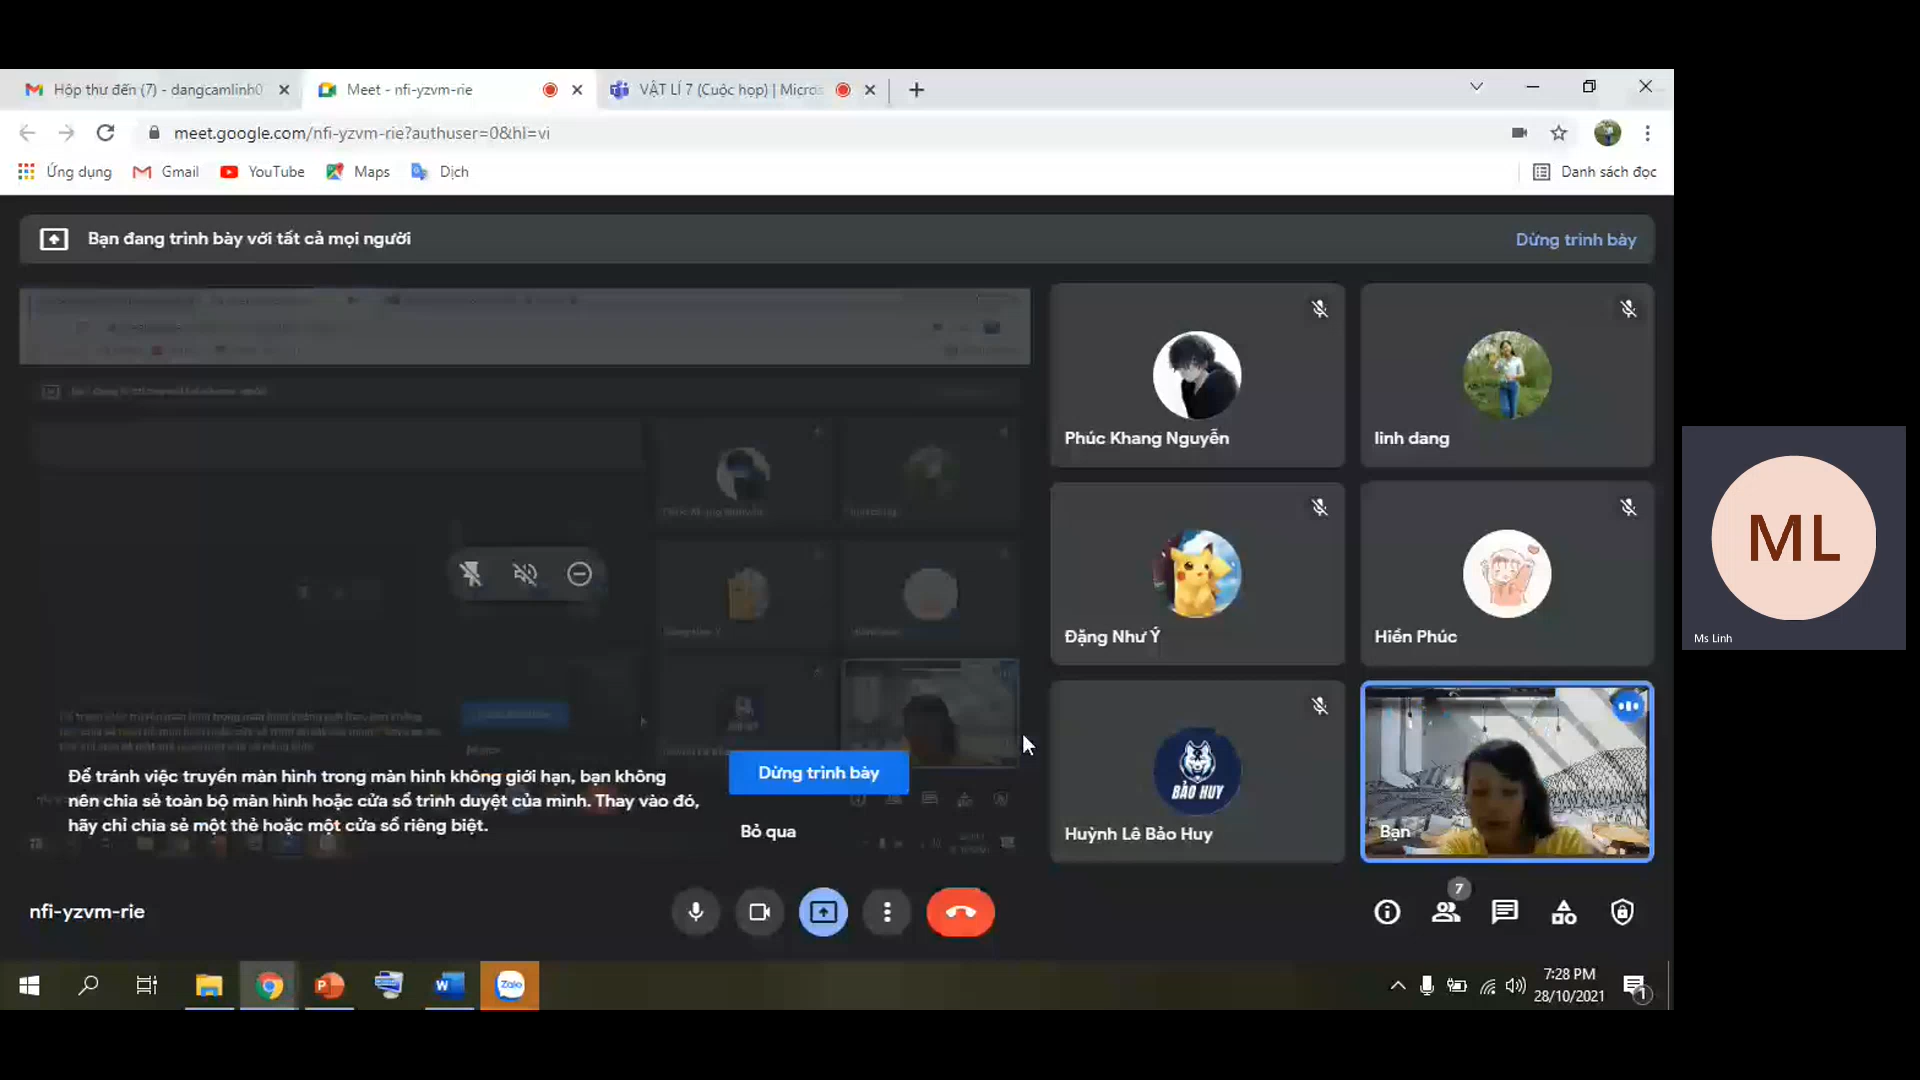 Hộp thư đến (7) - dangcamlinh0
Meet - nfi-yzvm-rie
VẬT LÍ 7 (Cuộc họp) | Micros
meet.google.com/nfi-yzvm-rie?authuser=0&hl=vi
Ứng dụng
Gmail
YouTube
Maps
Dịch
Danh sách đọc
Bạn đang trình bày với tất cả mọi người
Dừng trình bày
Phúc Khang Nguyễn
linh dang
Đặng Như Ý
Hiền Phúc
BẢO HUY
Huỳnh Lê Bảo Huy
Bạn
Để tránh việc truyền màn hình trong màn hình không giới hạn, bạn không
nên chia sẻ toàn bộ màn hình hoặc cửa sổ trình duyệt của mình. Thay vào đó,
hãy chỉ chia sẻ một thẻ hoặc một cửa sổ riêng biệt.
Dừng trình bày
Bỏ qua
nfi-yzvm-rie
7
Zalo
7:28 PM
28/10/2021
1
ML
Ms Linh